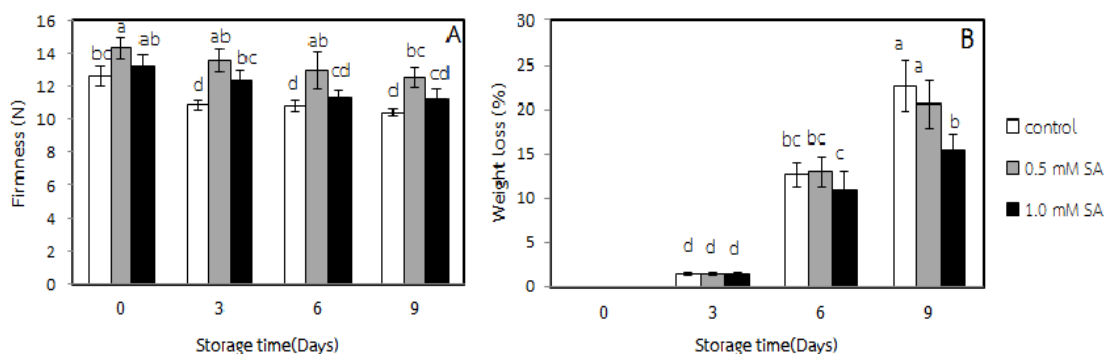 A
Firmness (N)
16
14
12
10
8
6
4
2
0
bc a ab
d ab bc
d ab cd
d bc cd
0 3 6 9
Storage time(Days)
B
Weight loss (%)
30
25
20
15
10
5
0
d d d
bc bc c
a a b
0 3 6 9
Storage time(Days)
control
0.5 mM SA
1.0 mM SA